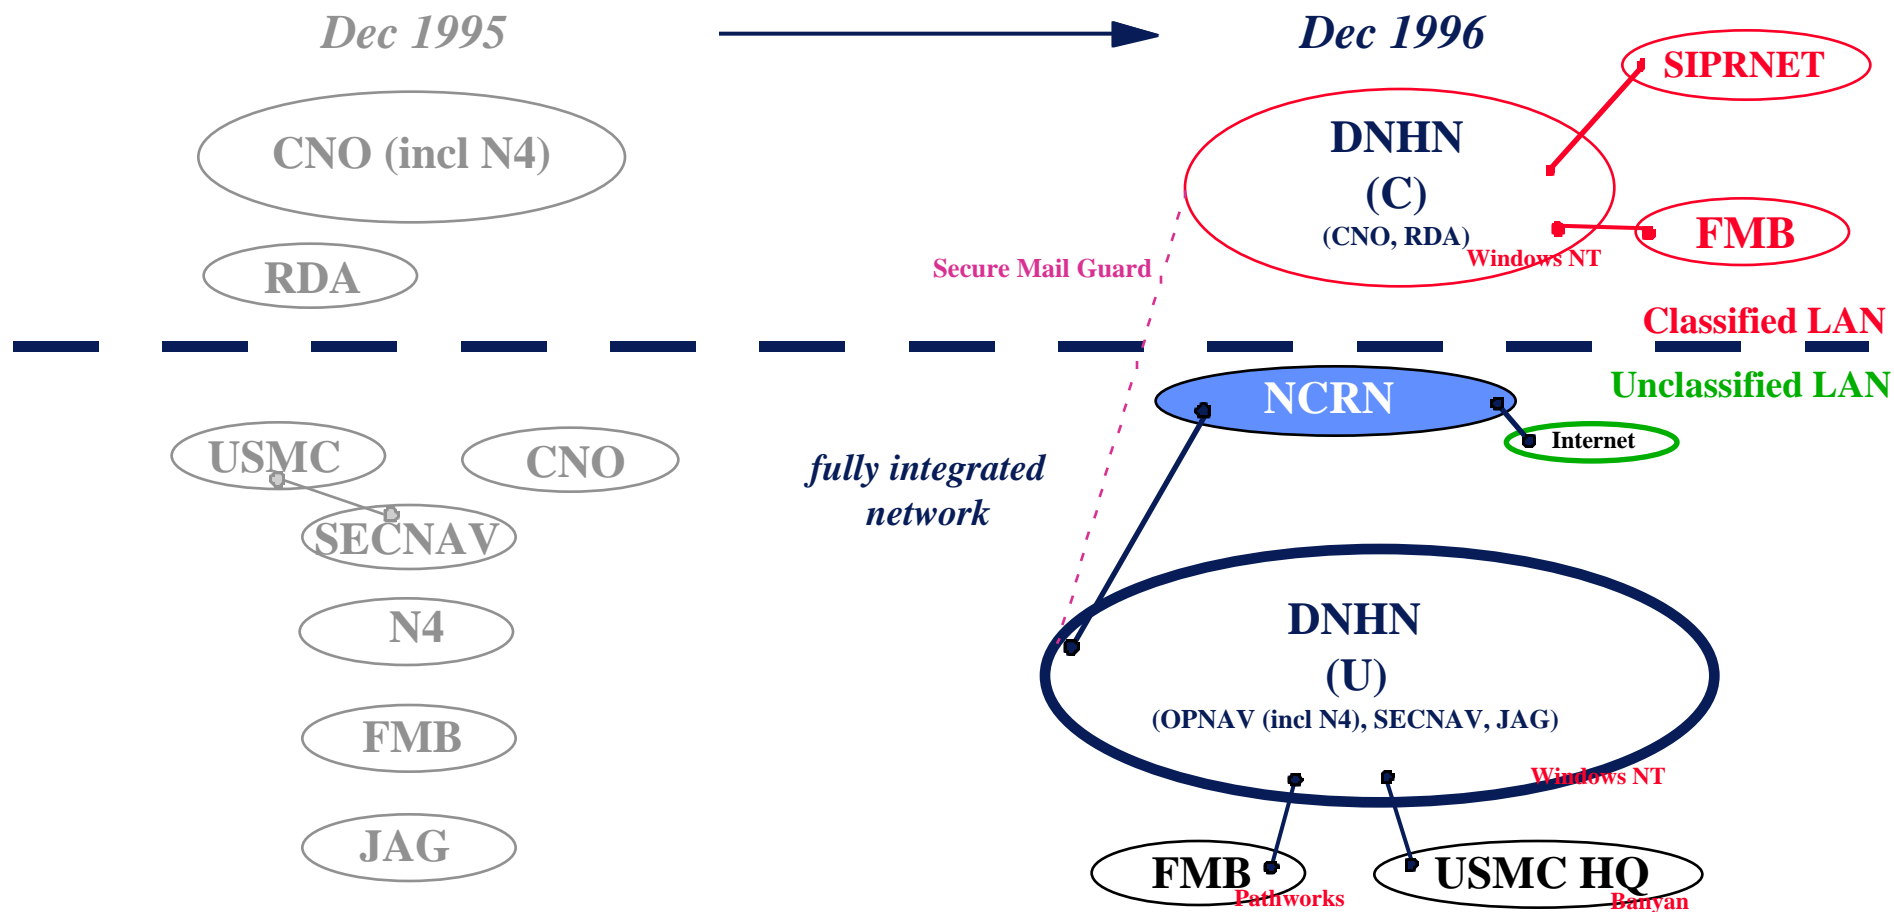 Dec 1995
Dec 1996
SIPRNET
CNO (incl N4)
DNHN
(C)
(CNO, RDA)
FMB
Windows NT
RDA
Secure Mail Guard
Classified LAN
Unclassified LAN
NCRN
Internet
USMC
CNO
SECNAV
fully integrated
network
N4
DNHN
(U)
(OPNAV (incl N4), SECNAV, JAG)
FMB
Windows NT
JAG
FMB
Pathworks
USMC HQ
Banyan